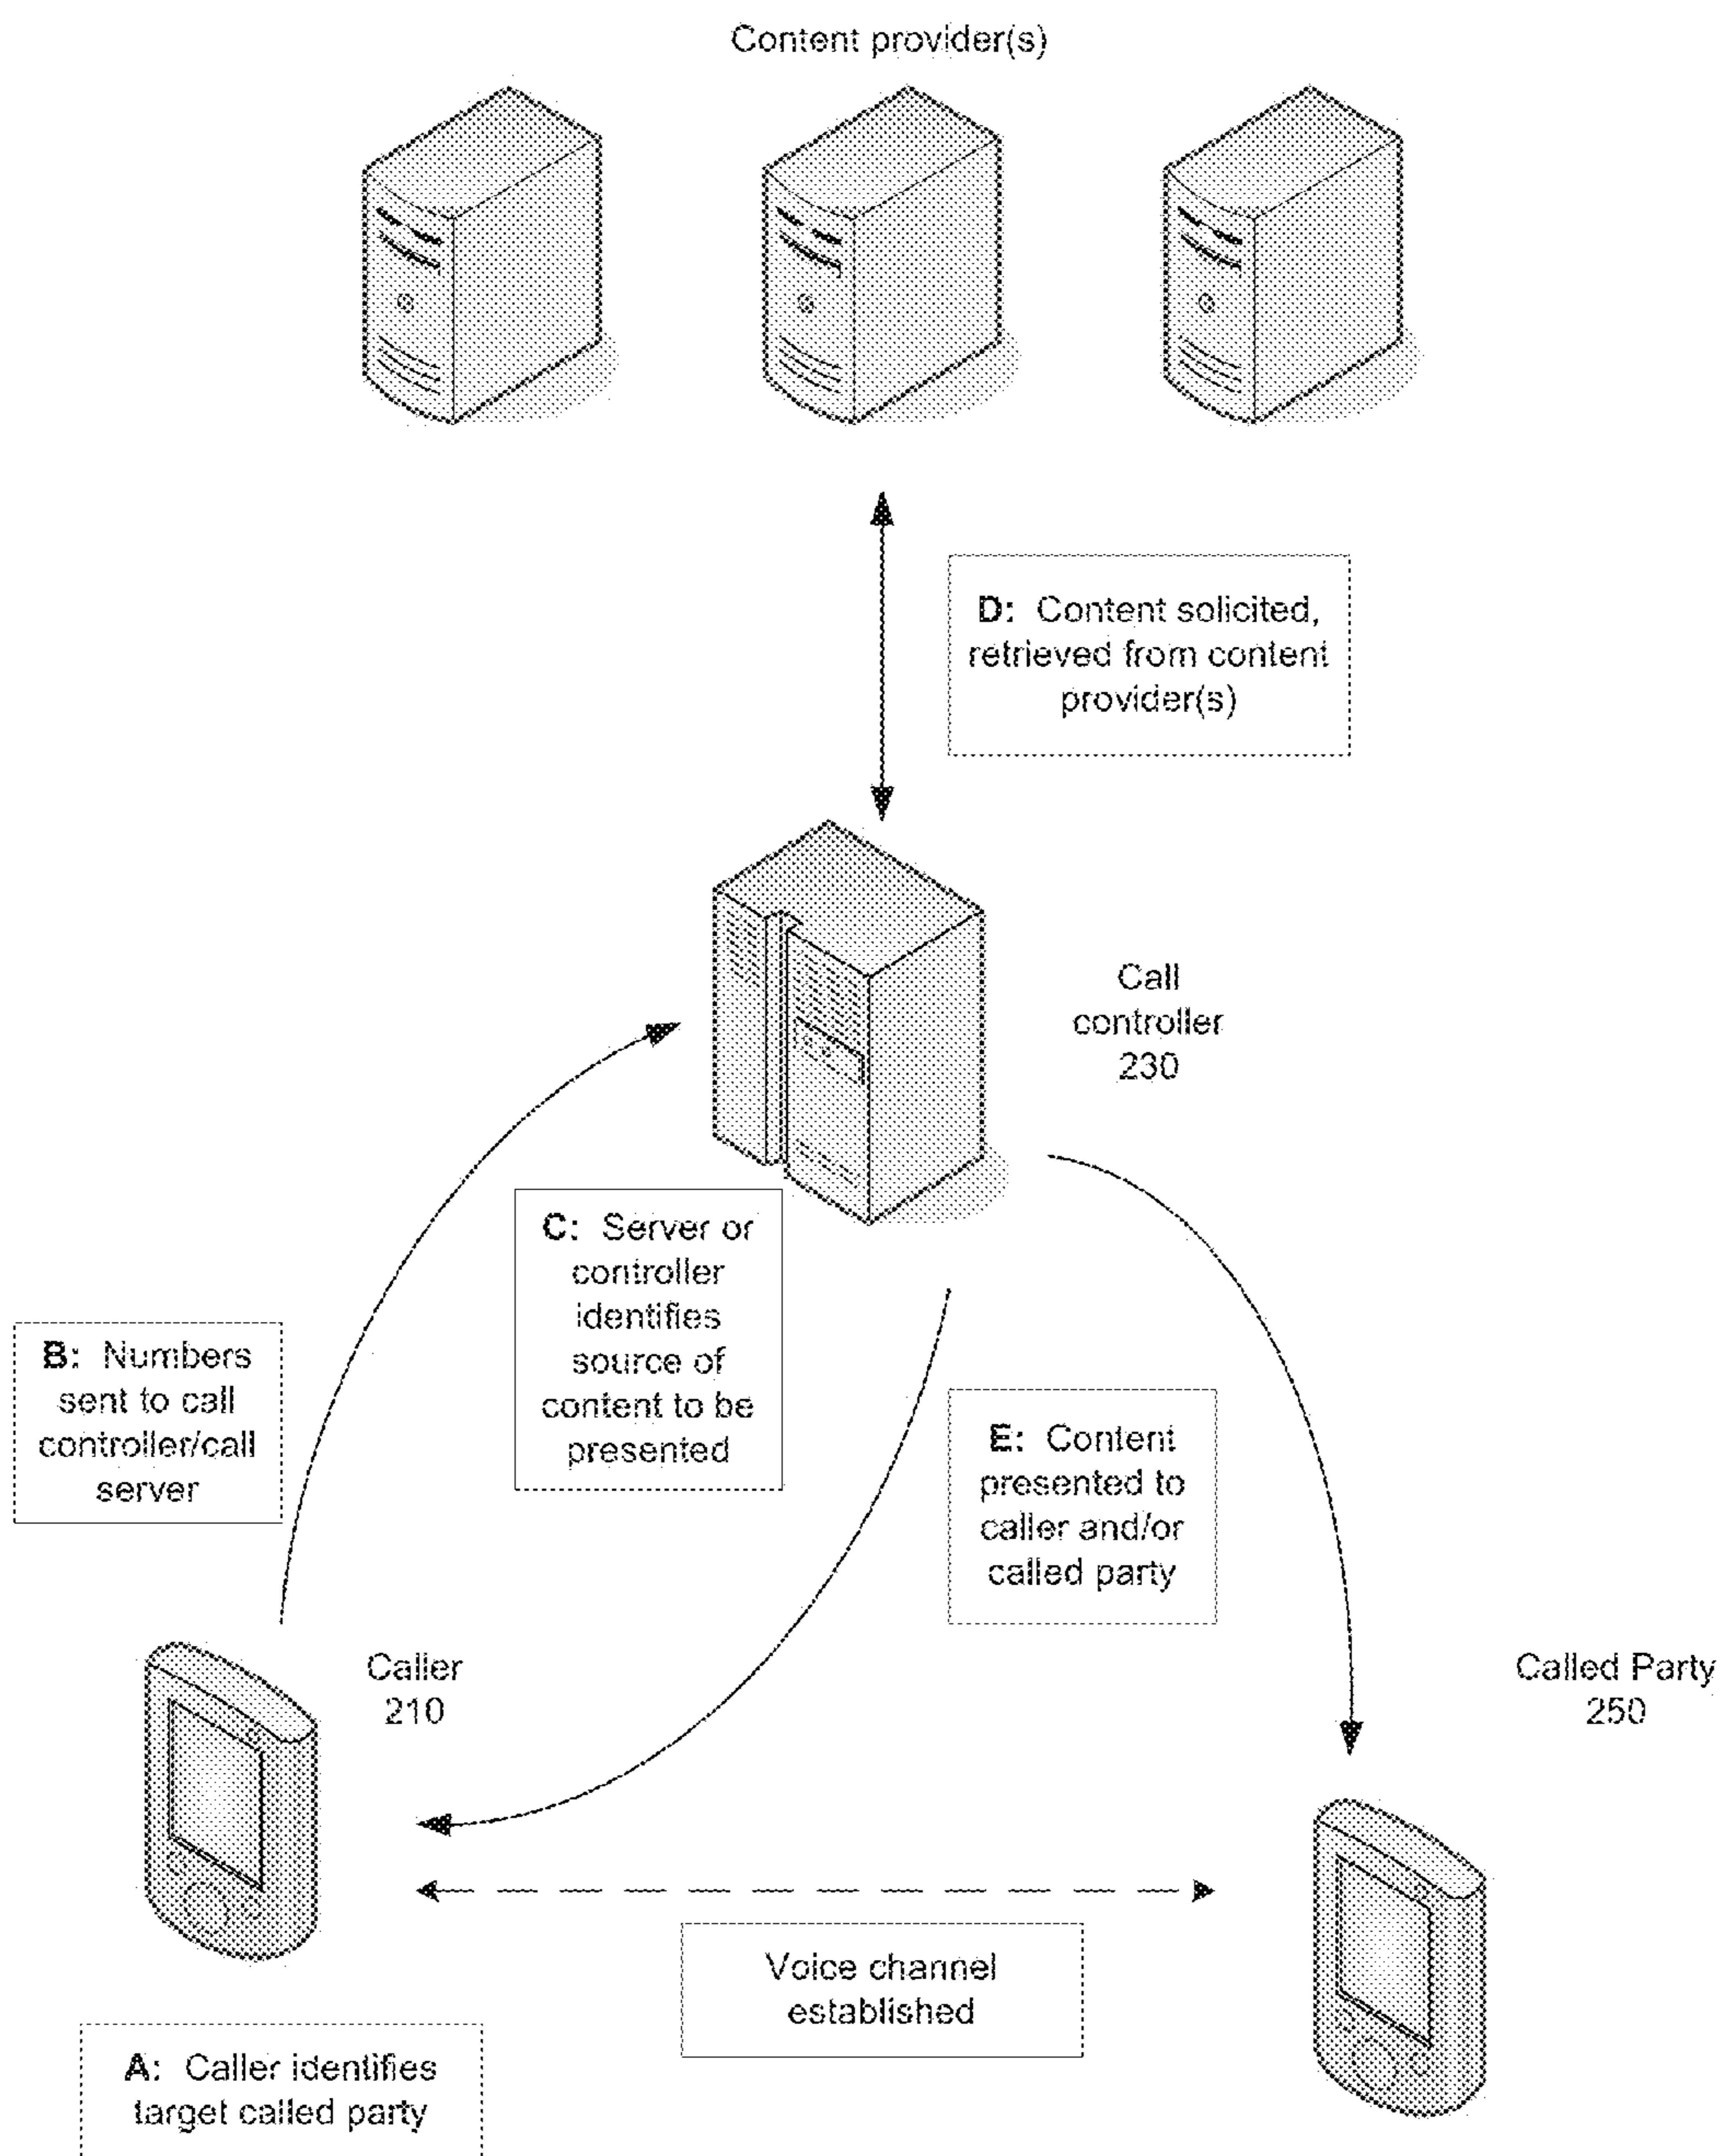 Content provider(s)
D: Content solicited,
retrieved from content
provider(s)
Call
controller
230
C: Server or
controller
identifies
source of
content to be
presented
B: Numbers
sent to call
controller/call
server
E: Content
presented to
caller and/or
called party
Caller
210
Called Party
250
Voice channel
established
A: Caller identifies
target called party